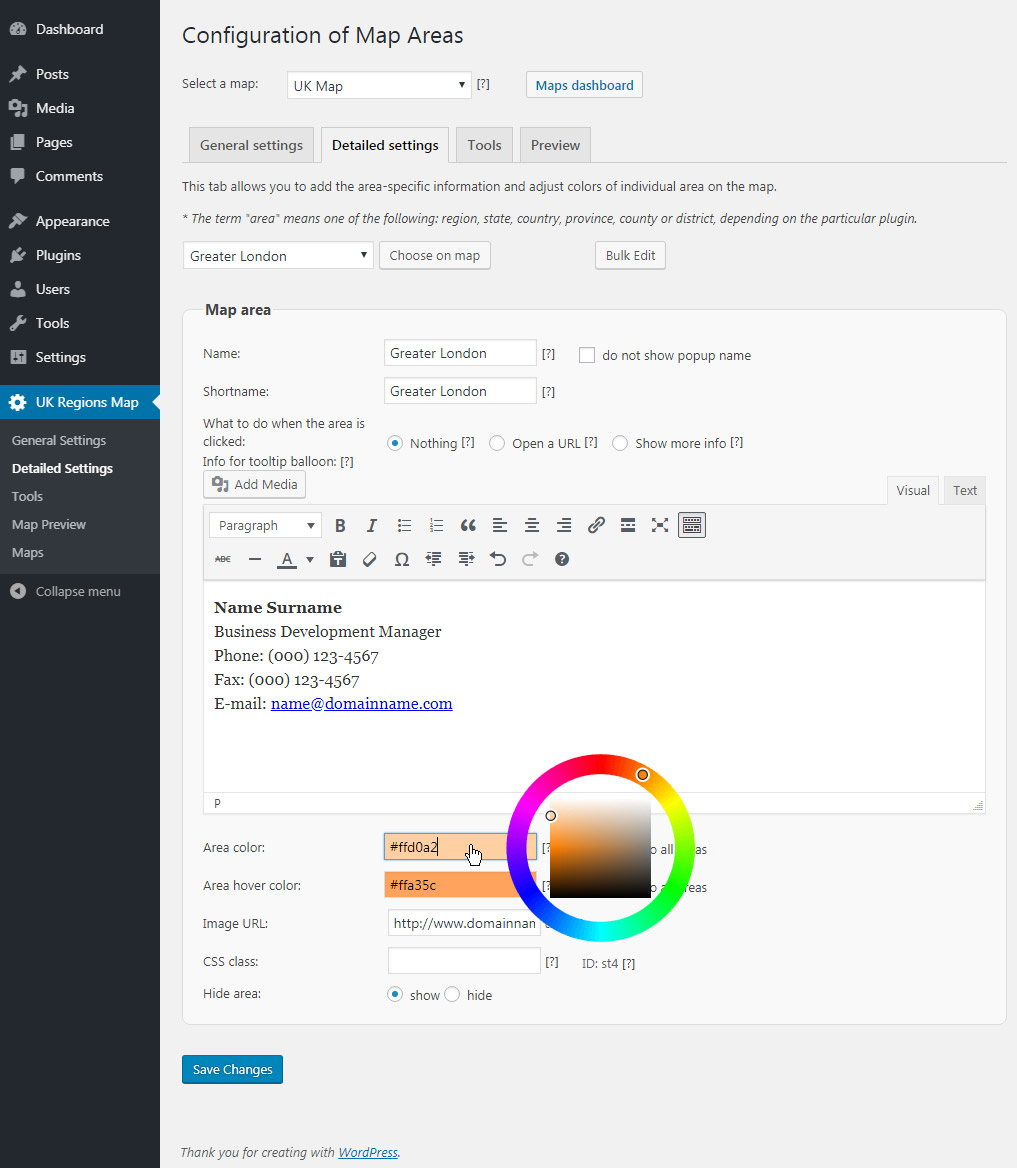 Dashboard
Posts
Media
Pages
Comments
Appearance
Plugins
Users
Tools
Settings
UK Regions Map
General Settings
Detailed Settings
Tools
Map Preview
Maps
Collapse menu
Configuration of Map Areas
Select a map: UK Map [?] Maps dashboard
General settings Detailed settings Tools Preview
This tab allows you to add the area-specific information and adjust colors of individual area on the map.
* The term "area" means one of the following: region, state, country, province, county or district, depending on the particular plugin.
Greater London Choose on map Bulk Edit
Map area
Name: Greater London [?] do not show popup name
Shortname: Greater London [?]
What to do when the area is
clicked: Nothing [?] Open a URL [?] Show more info [?]
Info for tooltip balloon: [?]
Add Media Visual Text
Paragraph B I
ABC A
Name Surname
Business Development Manager
Phone: (000) 123-4567
Fax: (000) 123-4567
E-mail: name@domainname.com
P
Area color: #ffd0a2 [?
Area hover color: #ffa35c [?
Image URL: http://www.domainnan
CSS class: [?] ID: st4 [?]
Hide area: show hide
Save Changes
Thank you for creating with WordPress.